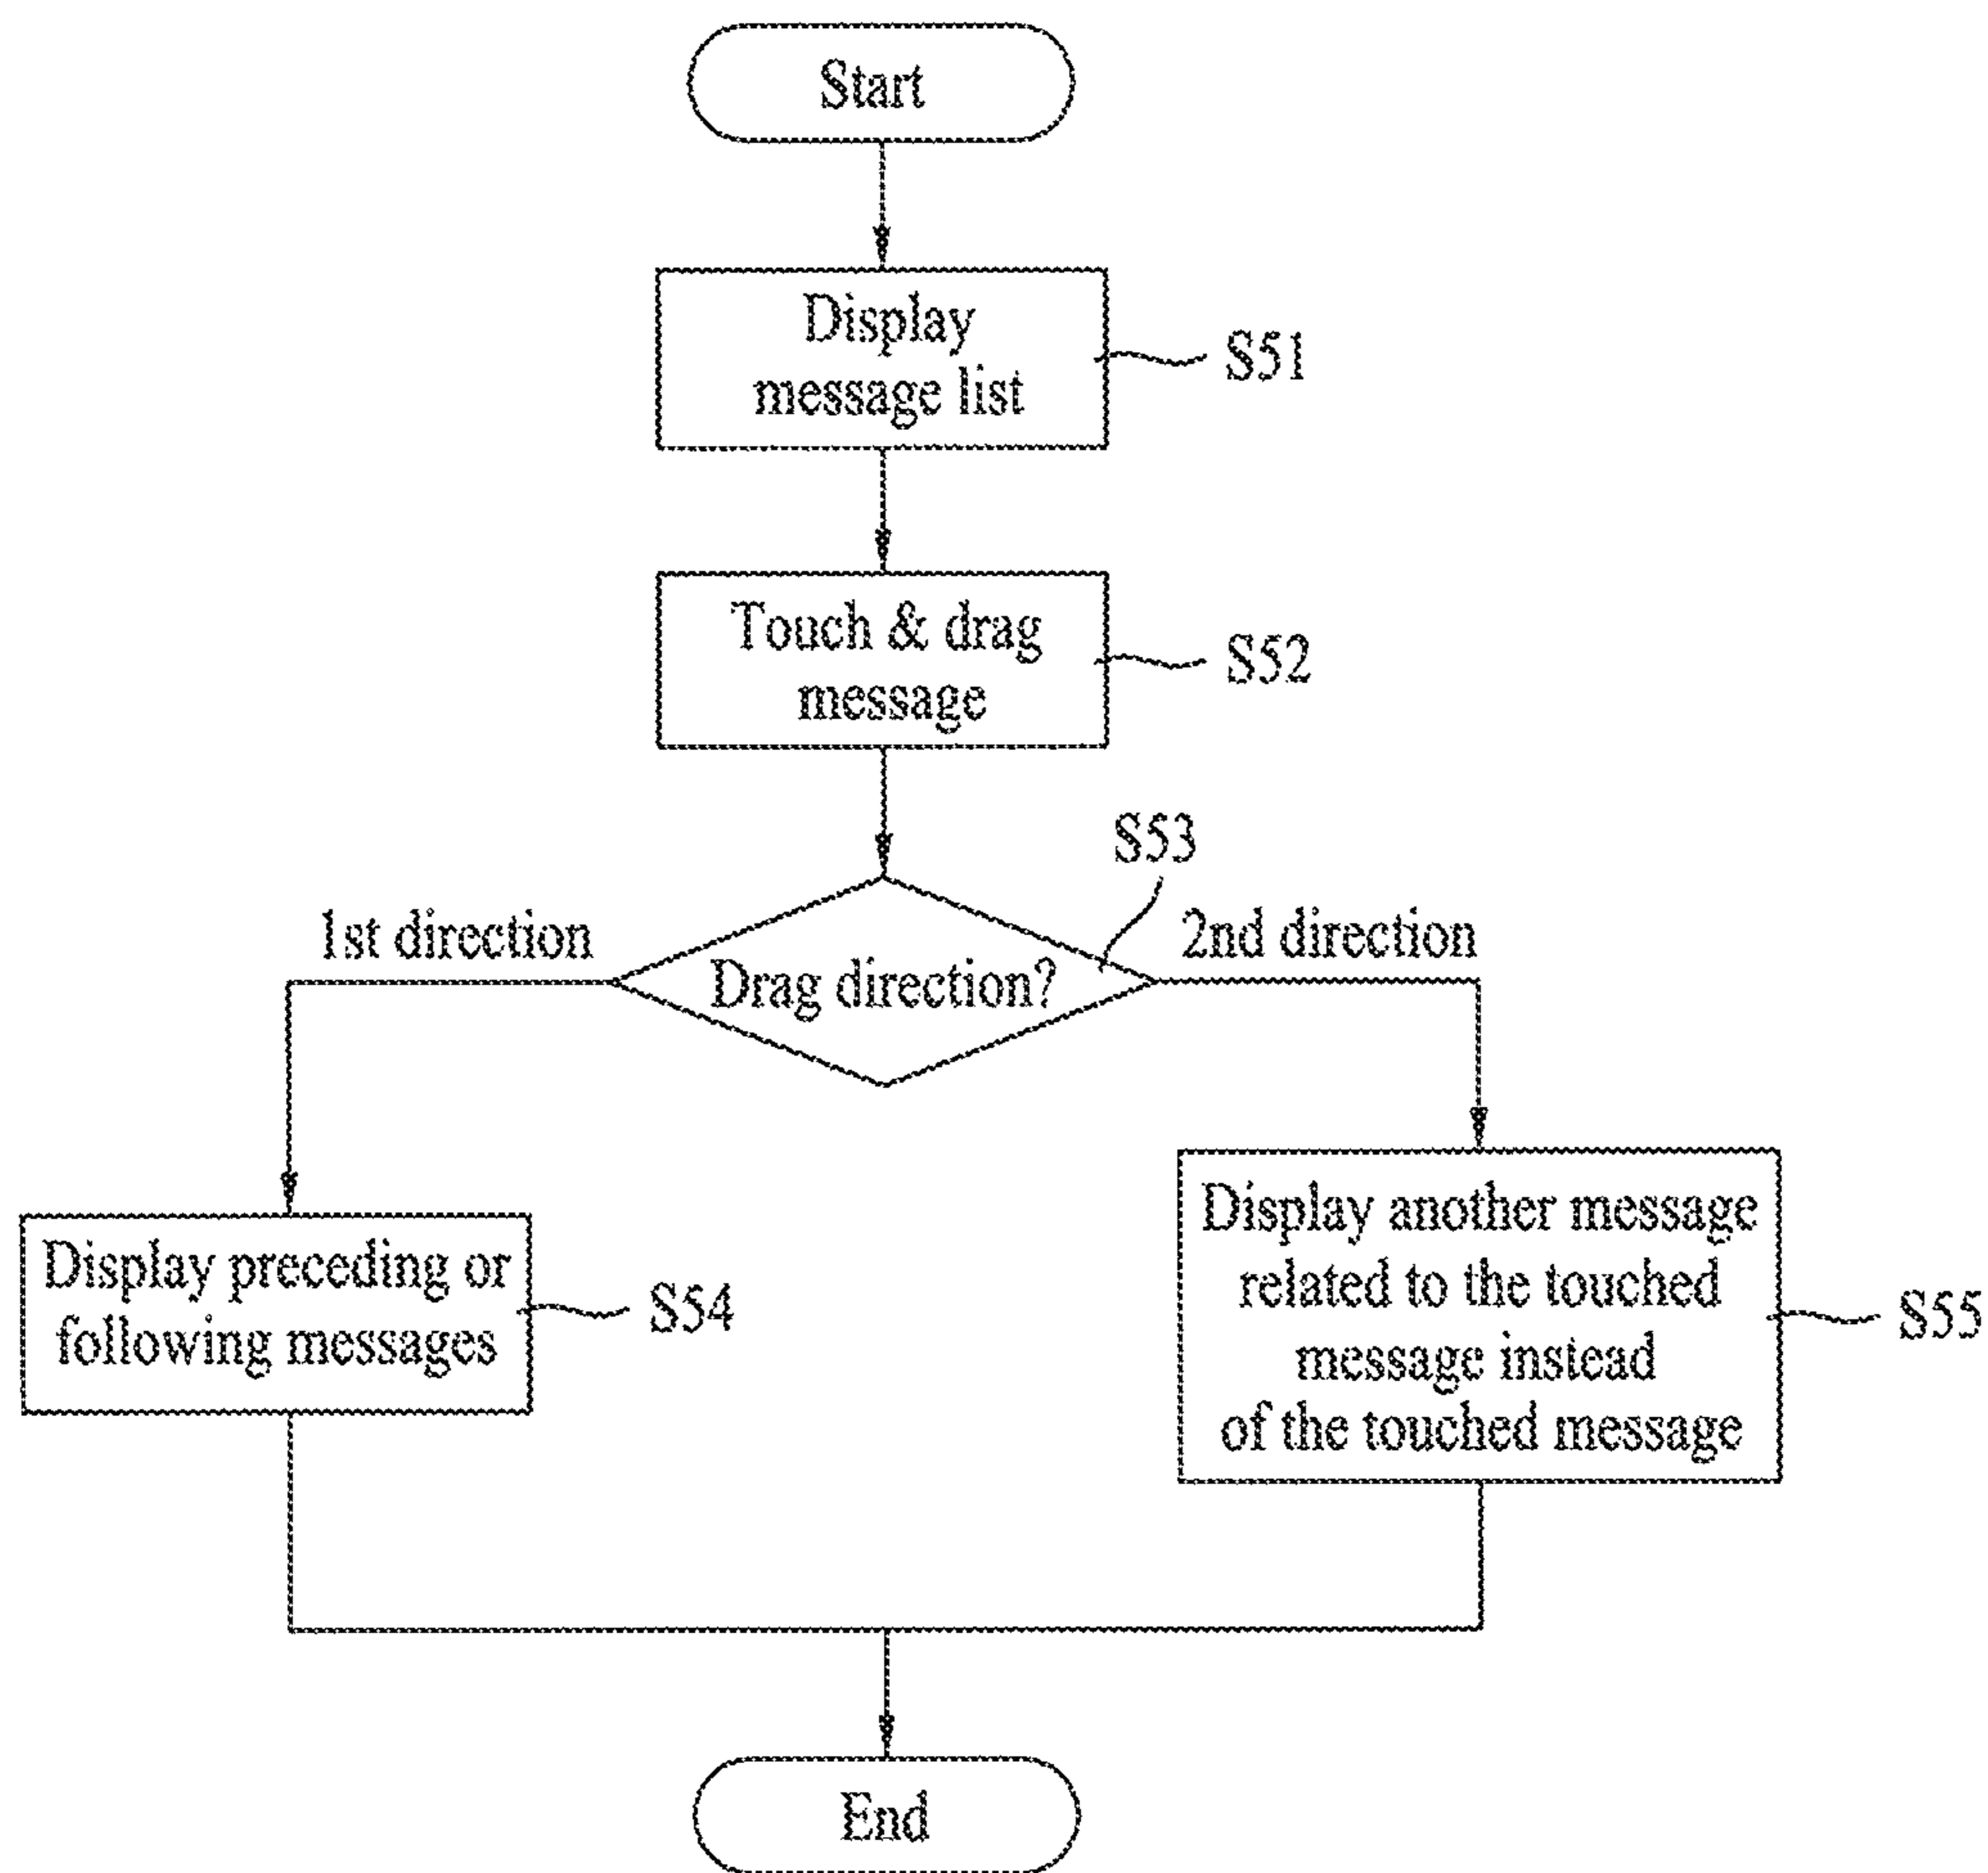 Start
Display
message list
S51
Touch & drag
message
S52
S53
1st direction
Drag direction?
2nd direction
Display preceding or
following messages
S54
Display another message
related to the touched
message instead
of the touched message
S55
End